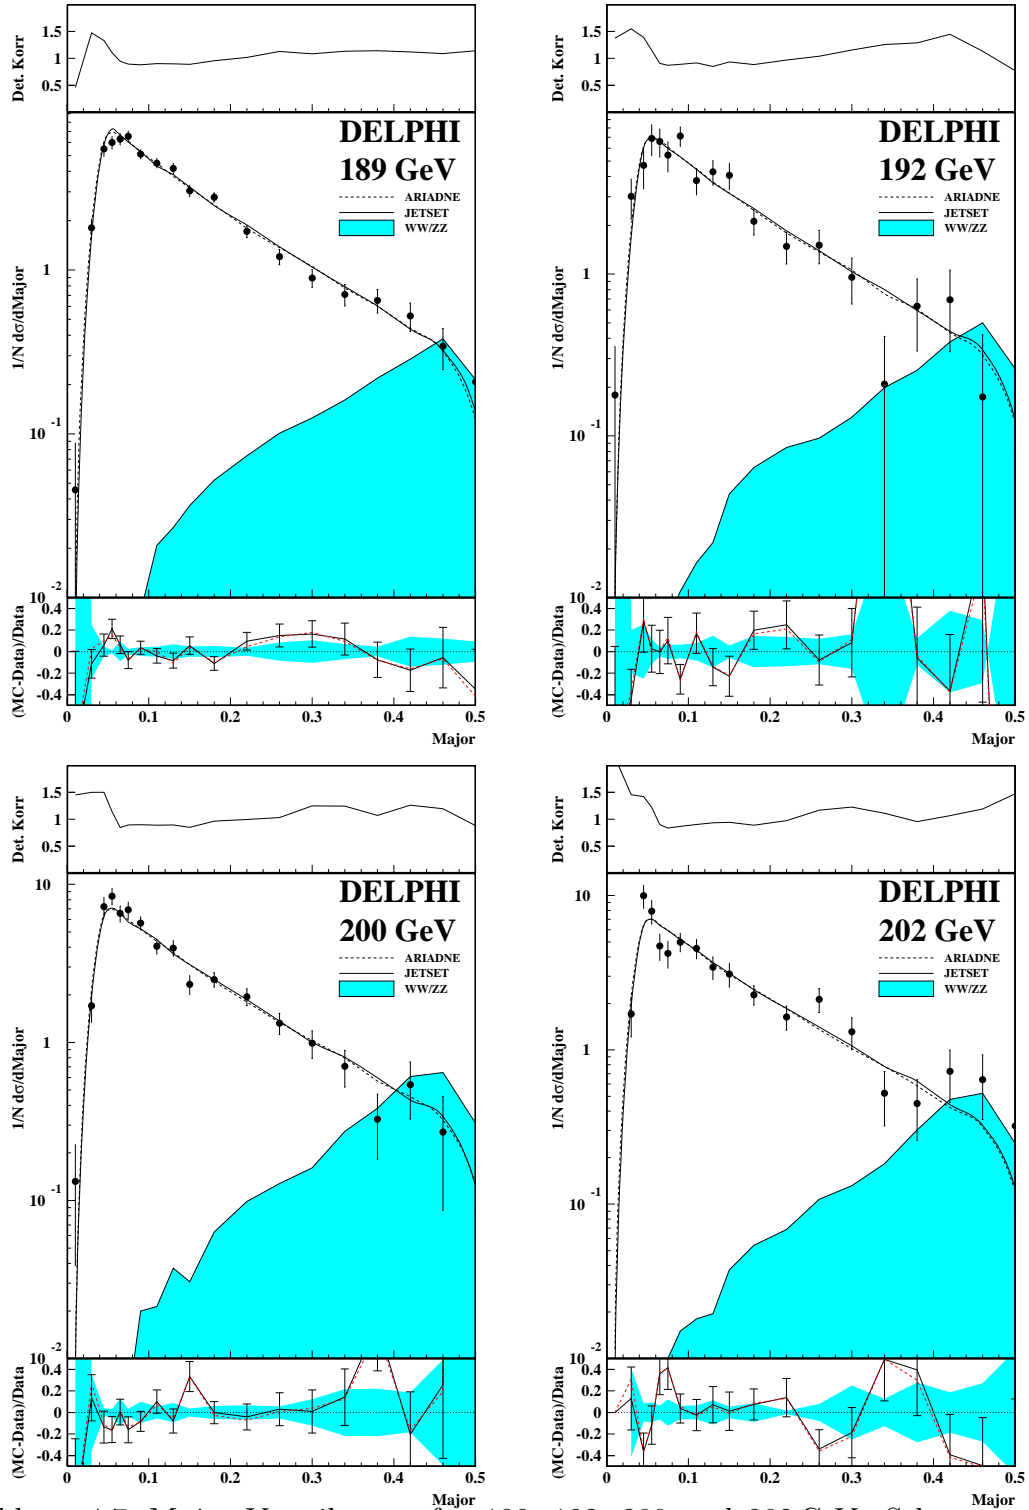 Det. Korr
1.5
1
0.5
DELPHI
189 GeV
ARIADNE
JETSET
WW/ZZ
1/N dσ/dMajor
1
10 -1
10 -2
(MC-Data)/Data
0.4
0.2
0
-0.2
-0.4
0 0.1 0.2 0.3 0.4 0.5
Major
Det. Korr
1.5
1
0.5
DELPHI
192 GeV
ARIADNE
JETSET
WW/ZZ
1/N dσ/dMajor
1
10 -1
10 -2
(MC-Data)/Data
0.4
0.2
0
-0.2
-0.4
0 0.1 0.2 0.3 0.4 0.5
Major
Det. Korr
1.5
1
0.5
DELPHI
200 GeV
ARIADNE
JETSET
WW/ZZ
1/N dσ/dMajor
10
1
10 -1
10 -2
(MC-Data)/Data
0.4
0.2
0
-0.2
-0.4
0 0.1 0.2 0.3 0.4 0.5
Major
Det. Korr
1.5
1
0.5
DELPHI
202 GeV
ARIADNE
JETSET
WW/ZZ
1/N dσ/dMajor
10
1
10 -1
10 -2
(MC-Data)/Data
0.4
0.2
0
-0.2
-0.4
0 0.1 0.2 0.3 0.4 0.5
Major